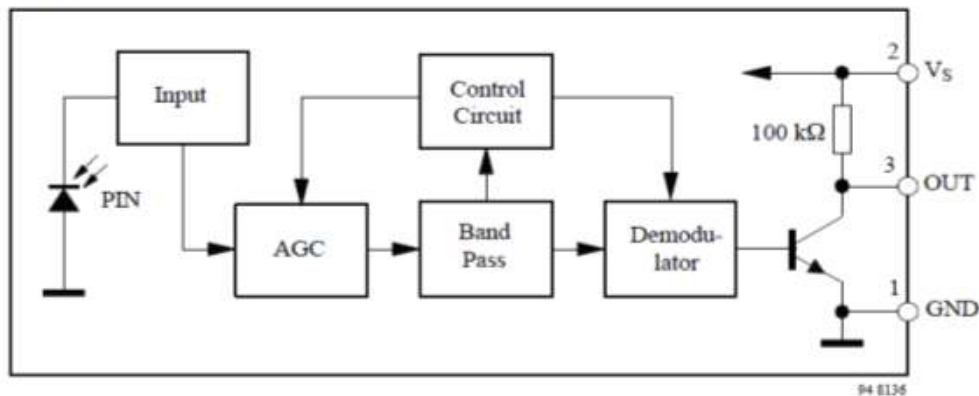 Input
PIN
AGC
Control
Circuit
Band
Pass
Demodu-
lator
100 kΩ
2
VS
3
OUT
1
GND
94 8136